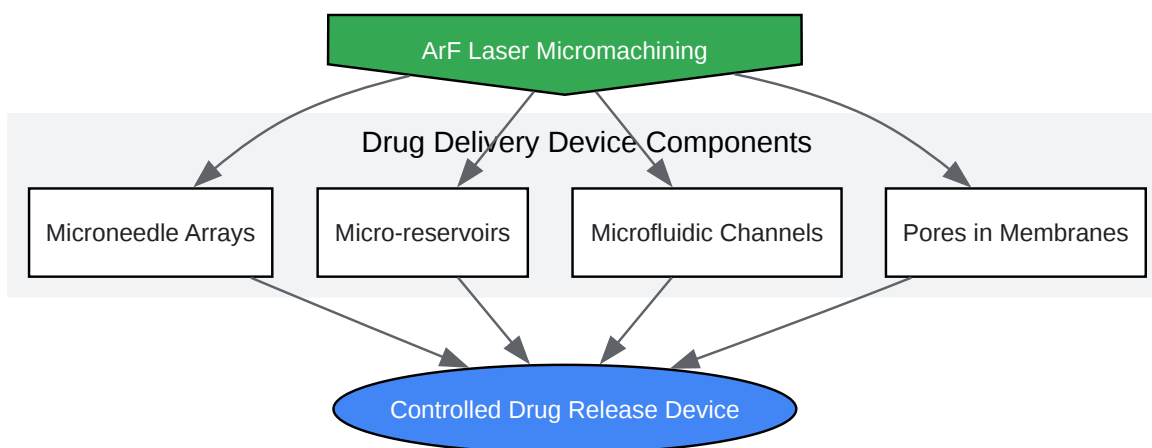 ArF Laser Micromachining
Drug Delivery Device Components
Microneedle Arrays
Micro-reservoirs
Microfluidic Channels
Pores in Membranes
Controlled Drug Release Device